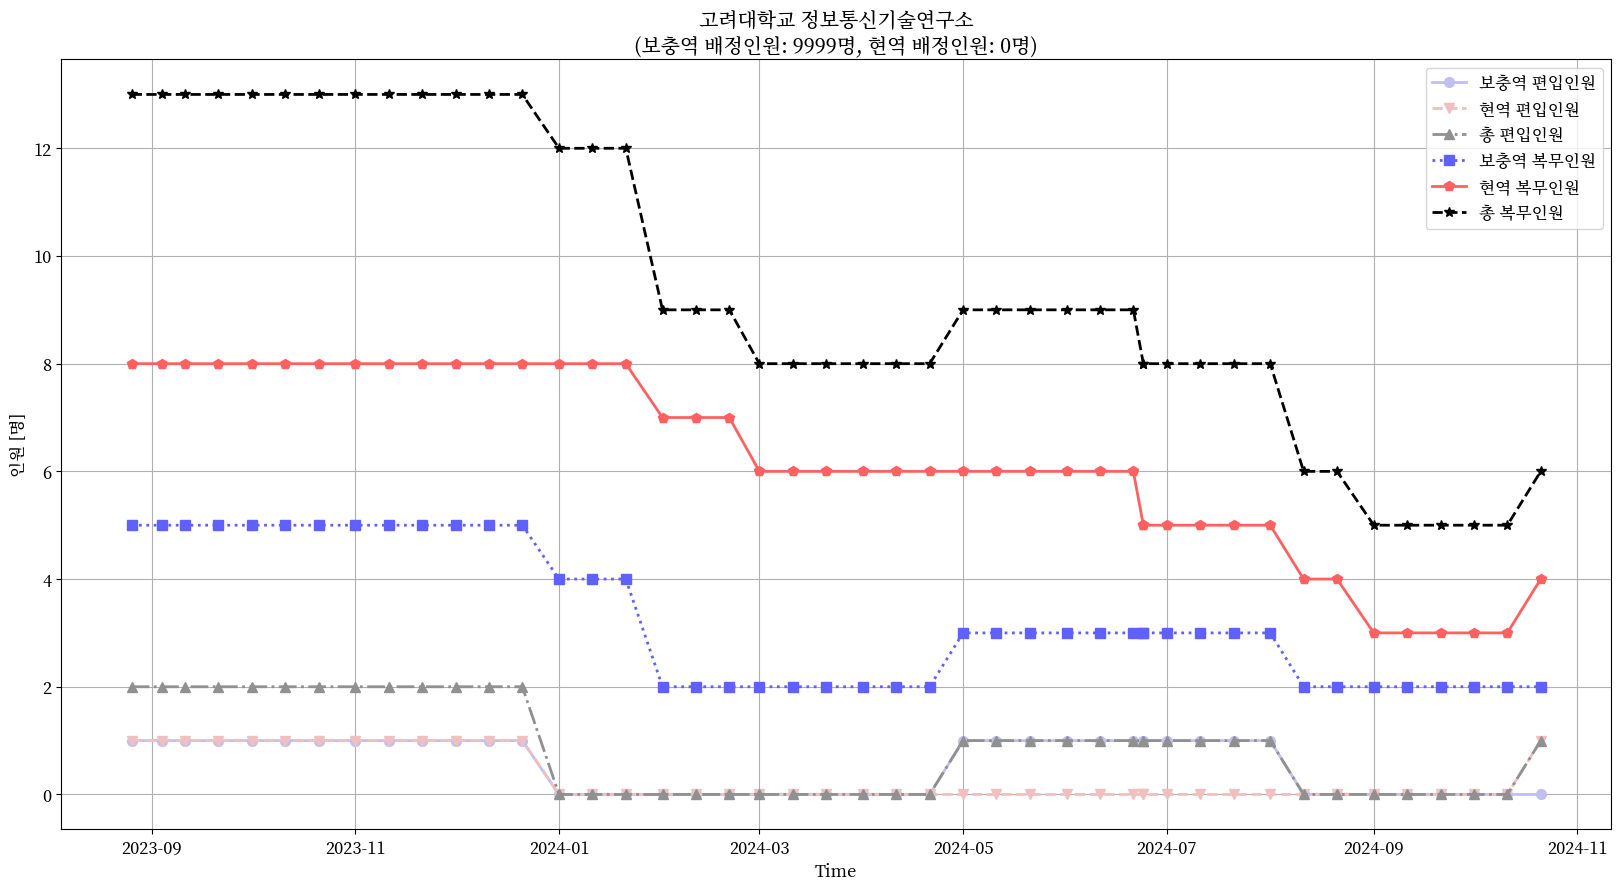 고려대학교 정보통신기술연구소
(보충역 배정인원: 9999명, 현역 배정인원: 0명)
보충역 편입인원
현역 편입인원
총 편입인원
보충역 복무인원
현역 복무인원
총 복무인원
12
10
8
6
4
2
0
인원 [명]
2023-09
2023-11
2024-01
2024-03
2024-05
2024-07
2024-09
2024-11
Time